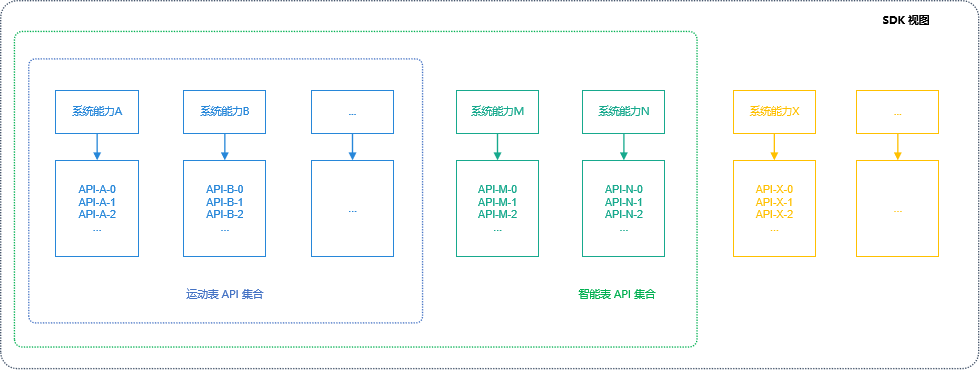 SDK 视图
系统能力A
系统能力B
...
系统能力M
系统能力N
系统能力X
...
API-A-0
API-A-1
API-A-2
...
API-B-0
API-B-1
API-B-2
...
...
API-M-0
API-M-1
API-M-2
...
API-N-0
API-N-1
API-N-2
...
API-X-0
API-X-1
API-X-2
...
...
运动表 API 集合
智能表 API 集合